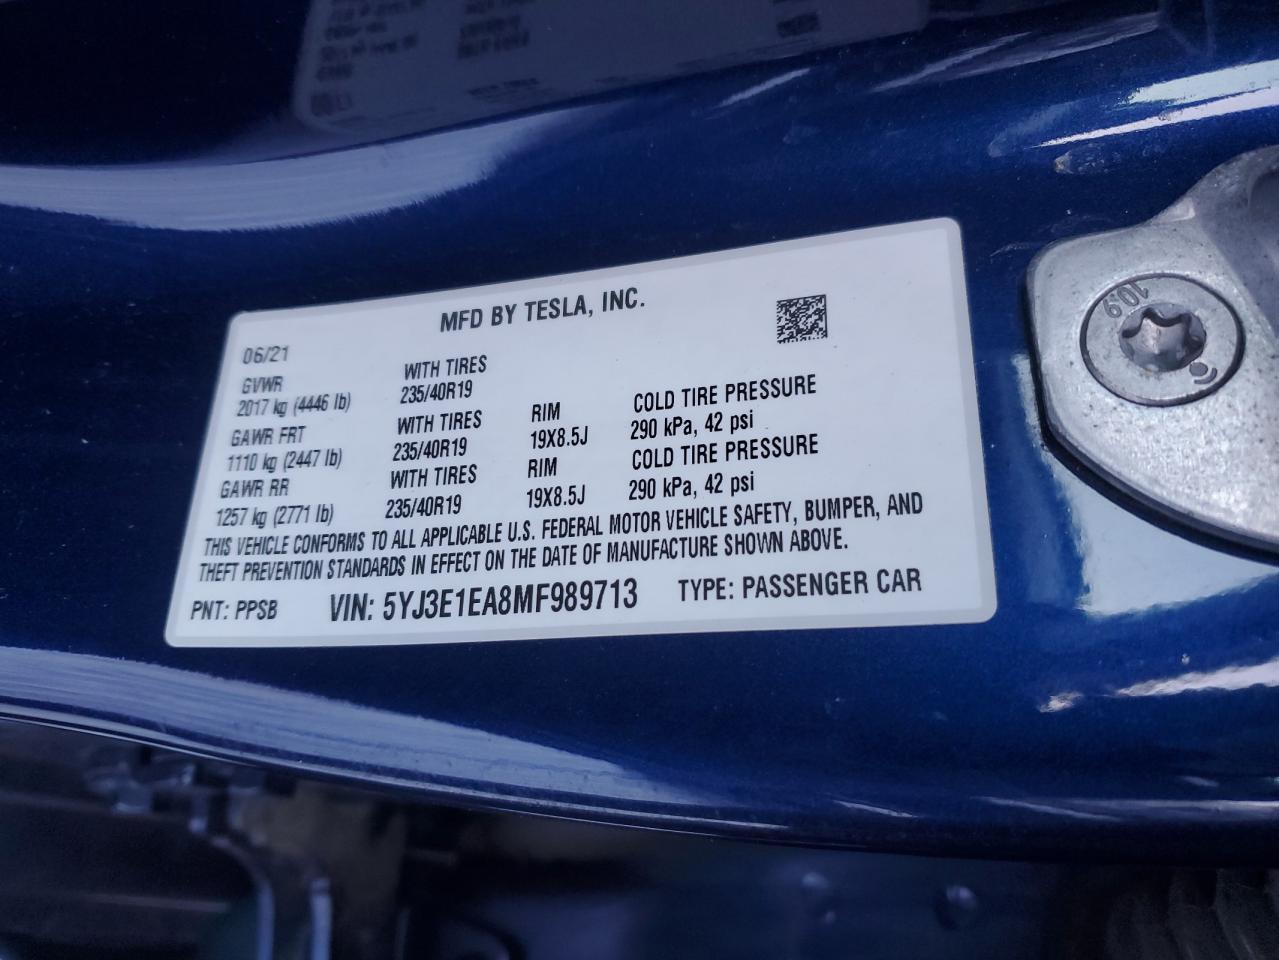 MFD BY TESLA, INC.
06/21
GVWR WITH TIRES
2017 kg (4446 lb) 235/40R19
GAWR FRT WITH TIRES RIM COLD TIRE PRESSURE
1110 kg (2447 lb) 235/40R19 19X8.5J 290 kPa, 42 psi
GAWR RR WITH TIRES RIM COLD TIRE PRESSURE
1257 kg (2771 lb) 235/40R19 19X8.5J 290 kPa, 42 psi
THIS VEHICLE CONFORMS TO ALL APPLICABLE U.S. FEDERAL MOTOR VEHICLE SAFETY, BUMPER, AND
THEFT PREVENTION STANDARDS IN EFFECT ON THE DATE OF MANUFACTURE SHOWN ABOVE.
PNT: PPSB VIN: 5YJ3E1EA8MF989713 TYPE: PASSENGER CAR
10.9